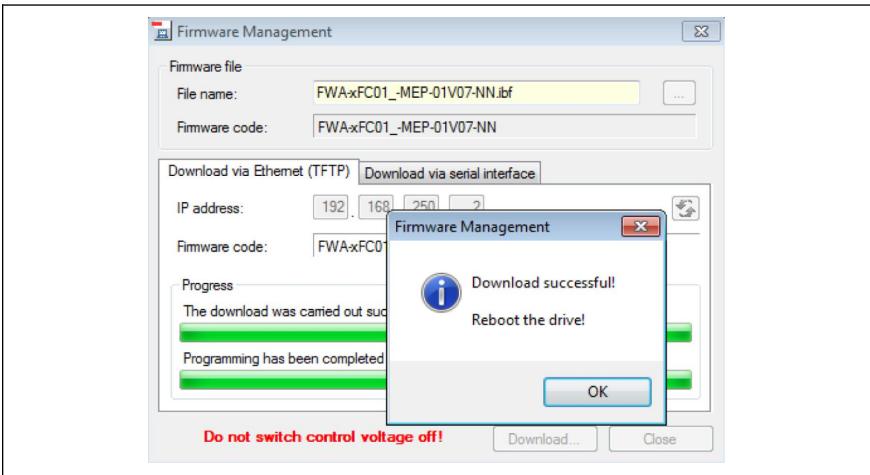 Firmware Management
Firmware file
File name: FWA-xFC01_-MEP-01V07-NN.ibf ...
Firmware code: FWA-xFC01_-MEP-01V07-NN
Download via Ethernet (TFTP) Download via serial interface
IP address: 192 . 168 250 2
Firmware code: FWA-xFC01
Progress
The download was carried out suc
Programming has been completed
Firmware Management
Download successful!
Reboot the drive!
OK
Do not switch control voltage off! Download... Close